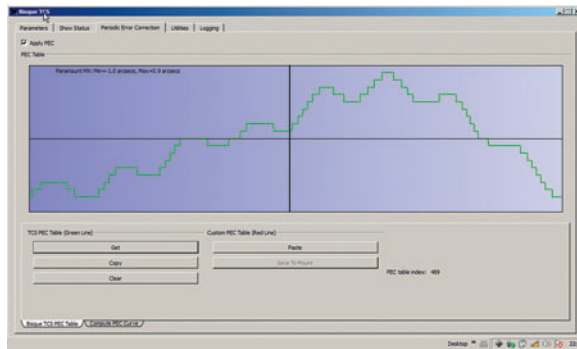 Bisque TCS
Parameters Show Status Periodic Error Correction Utilities Logging
Apply PEC
PEC Table
Paramount MX: Min=-1.0 arcsecs, Max=0.9 arcsecs
TCS PEC Table (Green Line) Custom PEC Table (Red Line)
Get Paste
Copy Save To Mount
PEC table index: 469
Clear
Bisque TCS PEC Table Compute PEC Curve
Desktop